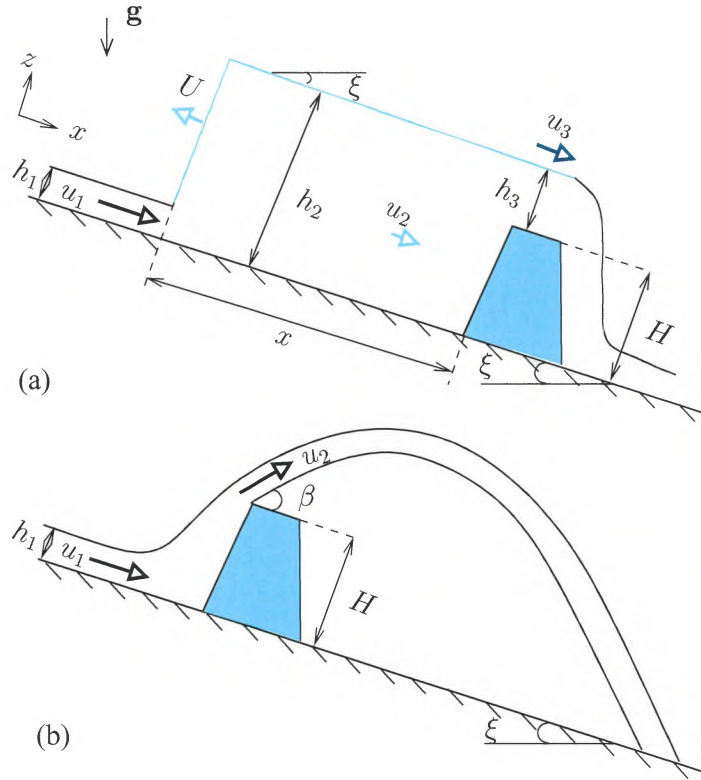 g
z
x
U
ξ
u₃
h₁
u₁
h₂
u₂
h₃
H
x
ξ
(a)
h₁
u₁
u₂
β
H
ξ
(b)